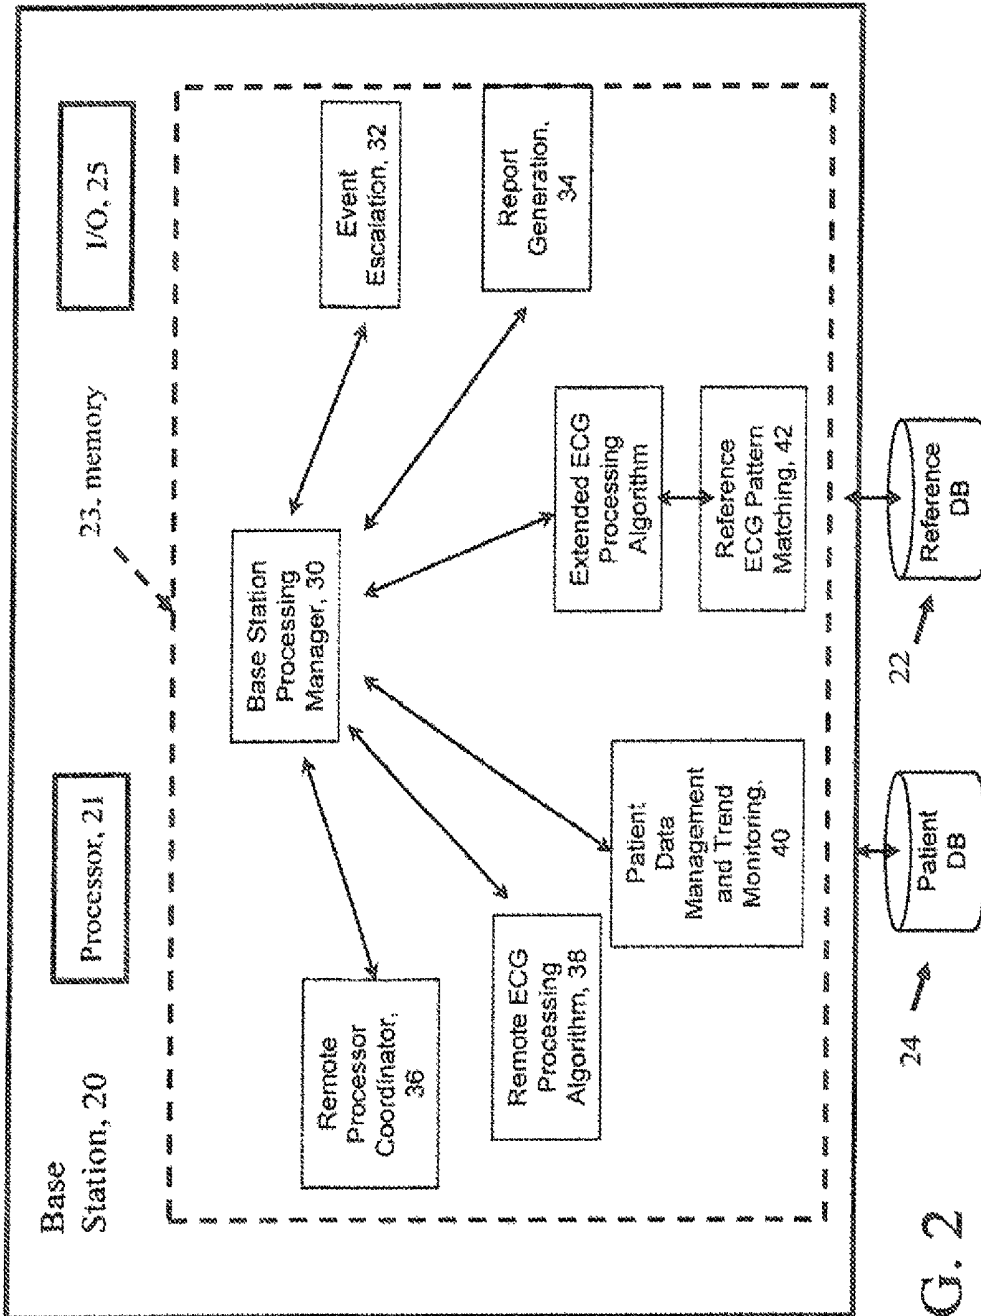 Base
Station, 20
Processor, 21
23, memory
I/O, 25
Base Station
Processing
Manager, 30
Event
Escalation, 32
Report
Generation,
34
Remote
Processor
Coordinator,
36
Remote ECG
Processing
Algorithm, 38
Patient
Data
Management
and Trend
Monitoring,
40
Extended ECG
Processing
Algorithm
Reference
ECG Pattern
Matching, 42
24
Patient
DB
22
Reference
DB
G. 2